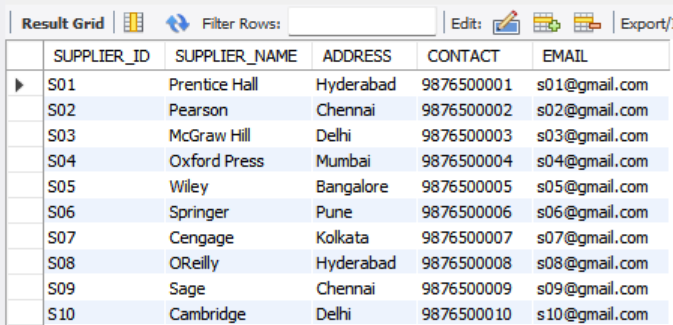 Result Grid Filter Rows: Edit: Export/
SUPPLIER_ID SUPPLIER_NAME ADDRESS CONTACT EMAIL
S01 Prentice Hall Hyderabad 9876500001 s01@gmail.com
S02 Pearson Chennai 9876500002 s02@gmail.com
S03 McGraw Hill Delhi 9876500003 s03@gmail.com
S04 Oxford Press Mumbai 9876500004 s04@gmail.com
S05 Wiley Bangalore 9876500005 s05@gmail.com
S06 Springer Pune 9876500006 s06@gmail.com
S07 Cengage Kolkata 9876500007 s07@gmail.com
S08 OReilly Hyderabad 9876500008 s08@gmail.com
S09 Sage Chennai 9876500009 s09@gmail.com
S10 Cambridge Delhi 9876500010 s10@gmail.com